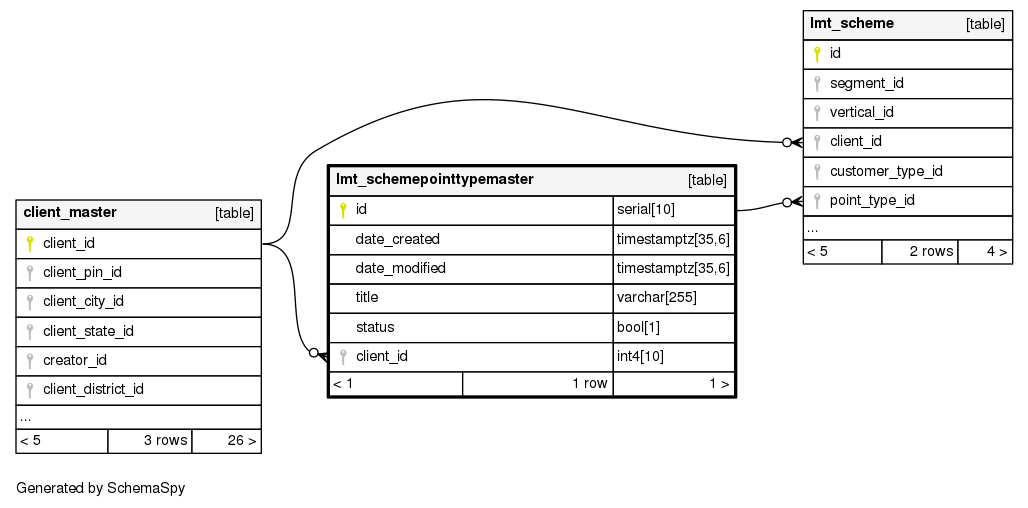 lmt_scheme [table]
id
segment_id
vertical_id
client_id
customer_type_id
point_type_id
...
< 5 2 rows 4 >
lmt_schemepointtypemaster [table]
id serial[10]
date_created timestamptz[35,6]
date_modified timestamptz[35,6]
title varchar[255]
status bool[1]
client_id int4[10]
< 1 1 row 1 >
client_master [table]
client_id
client_pin_id
client_city_id
client_state_id
creator_id
client_district_id
...
< 5 3 rows 26 >
Generated by SchemaSpy